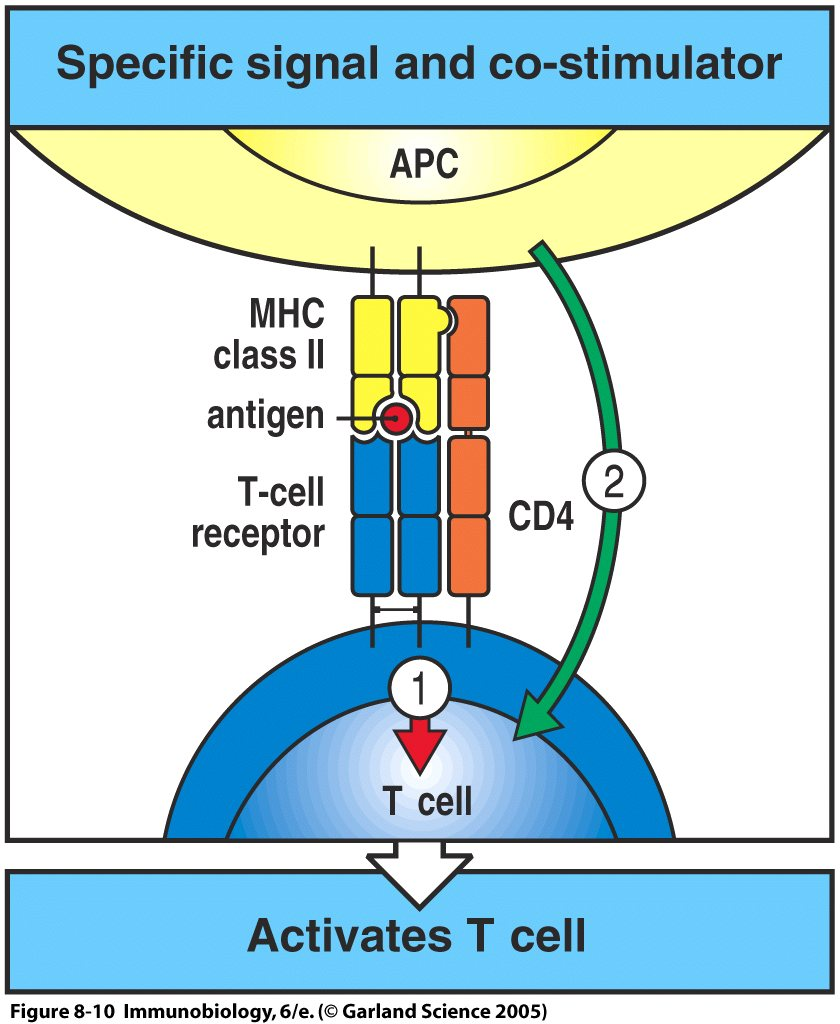 Specific signal and co-stimulator
APC
MHC
class II
antigen
T-cell
receptor
CD4
2
1
T cell
Activates T cell
Figure 8-10 Immunobiology, 6/e. (© Garland Science 2005)